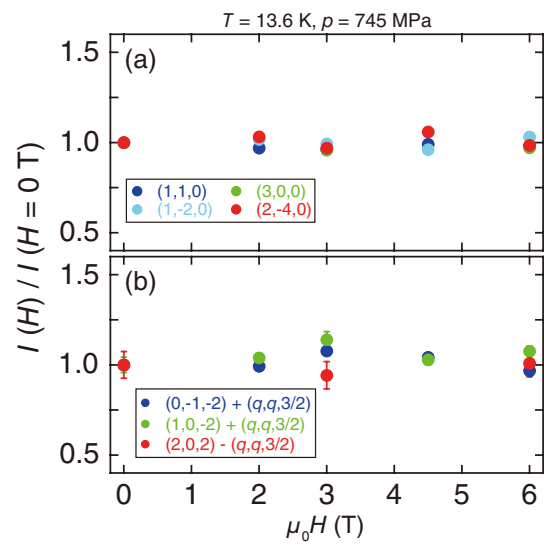 T = 13.6 K, p = 745 MPa
(a)
1.5
1.0
0.5
(1,1,0) (3,0,0)
(1,-2,0) (2,-4,0)
I (H) / I (H = 0 T)
(b)
1.5
1.0
0.5
(0,-1,-2) + (q,q,3/2)
(1,0,-2) + (q,q,3/2)
(2,0,2) - (q,q,3/2)
0 1 2 3 4 5 6
μ₀H (T)